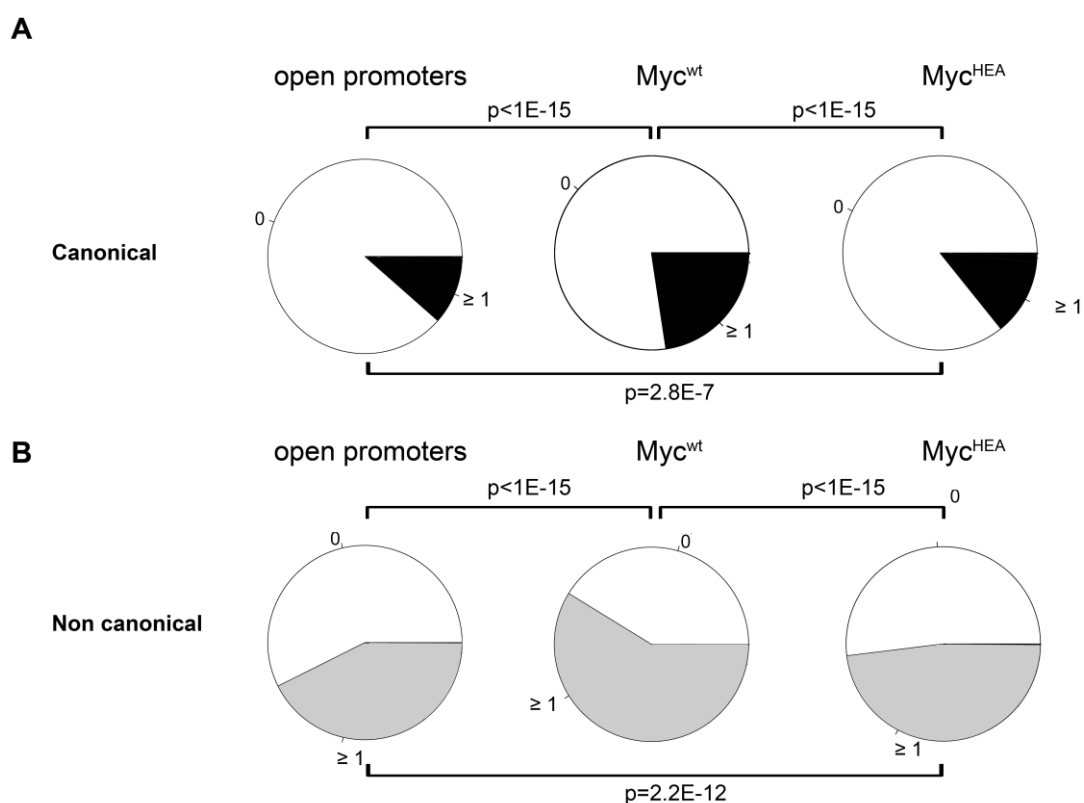 A
open promoters Myc^wt Myc^HEA
p<1E-15 p<1E-15
0 0 0
Canonical
≥ 1 ≥ 1 ≥ 1
p=2.8E-7
B
open promoters Myc^wt Myc^HEA
p<1E-15 p<1E-15
0 0 0
Non canonical
≥ 1 ≥ 1 ≥ 1
p=2.2E-12